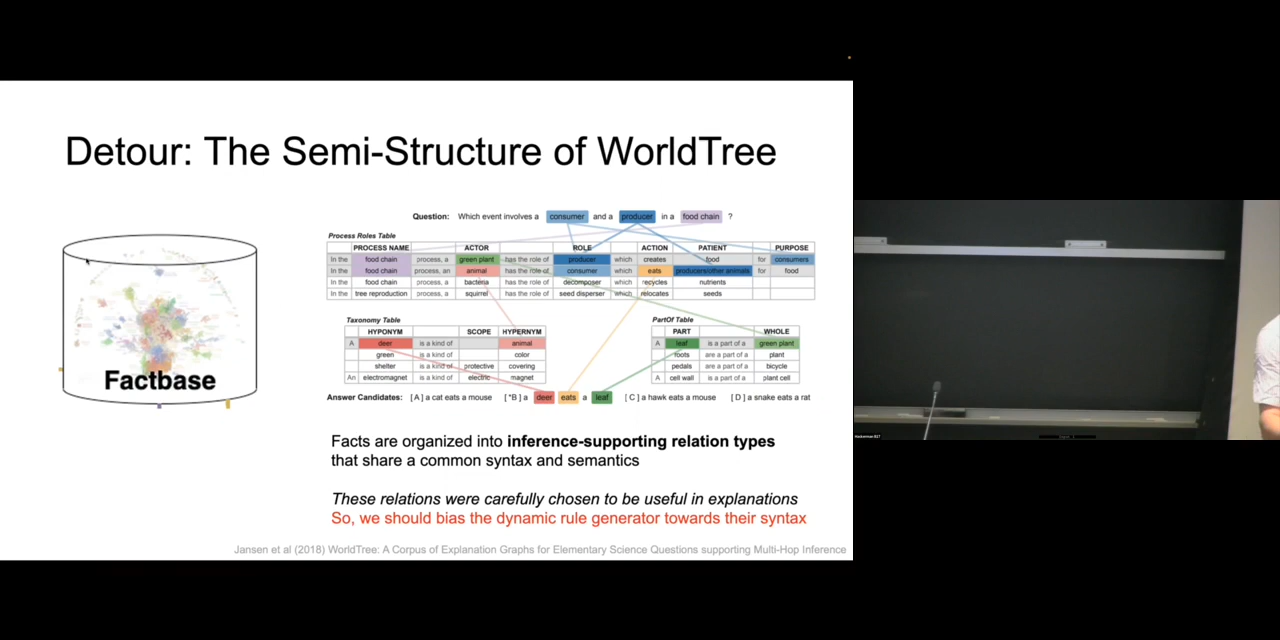 Detour: The Semi-Structure of WorldTree
Factbase
Question: Which event involves a consumer and a producer in a food chain ?
Process Roles Table
PROCESS NAME ACTOR ROLE ACTION PATIENT PURPOSE
In the food chain process, a green plant has the role of producer which creates food for consumers
In the food chain process, an animal has the role of consumer which eats producers/other animals for food
In the food chain process, a bacteria has the role of decomposer which recycles nutrients
In the tree reproduction process, a squirrel has the role of seed disperser which relocates seeds
Taxonomy Table
HYPONYM SCOPE HYPERNYM
A deer is a kind of animal
green is a kind of color
shelter is a kind of protective covering
An electromagnet is a kind of electric magnet
PartOf Table
PART WHOLE
A leaf is a part of a green plant
roots are a part of a plant
pedals are a part of a bicycle
A cell wall is a part of a plant cell
Answer Candidates: [ A ] a cat eats a mouse [ *B ] a deer eats a leaf [ C ] a hawk eats a mouse [ D ] a snake eats a rat
Facts are organized into inference-supporting relation types
that share a common syntax and semantics
These relations were carefully chosen to be useful in explanations
So, we should bias the dynamic rule generator towards their syntax
Jansen et al (2018) WorldTree: A Corpus of Explanation Graphs for Elementary Science Questions supporting Multi-Hop Inference